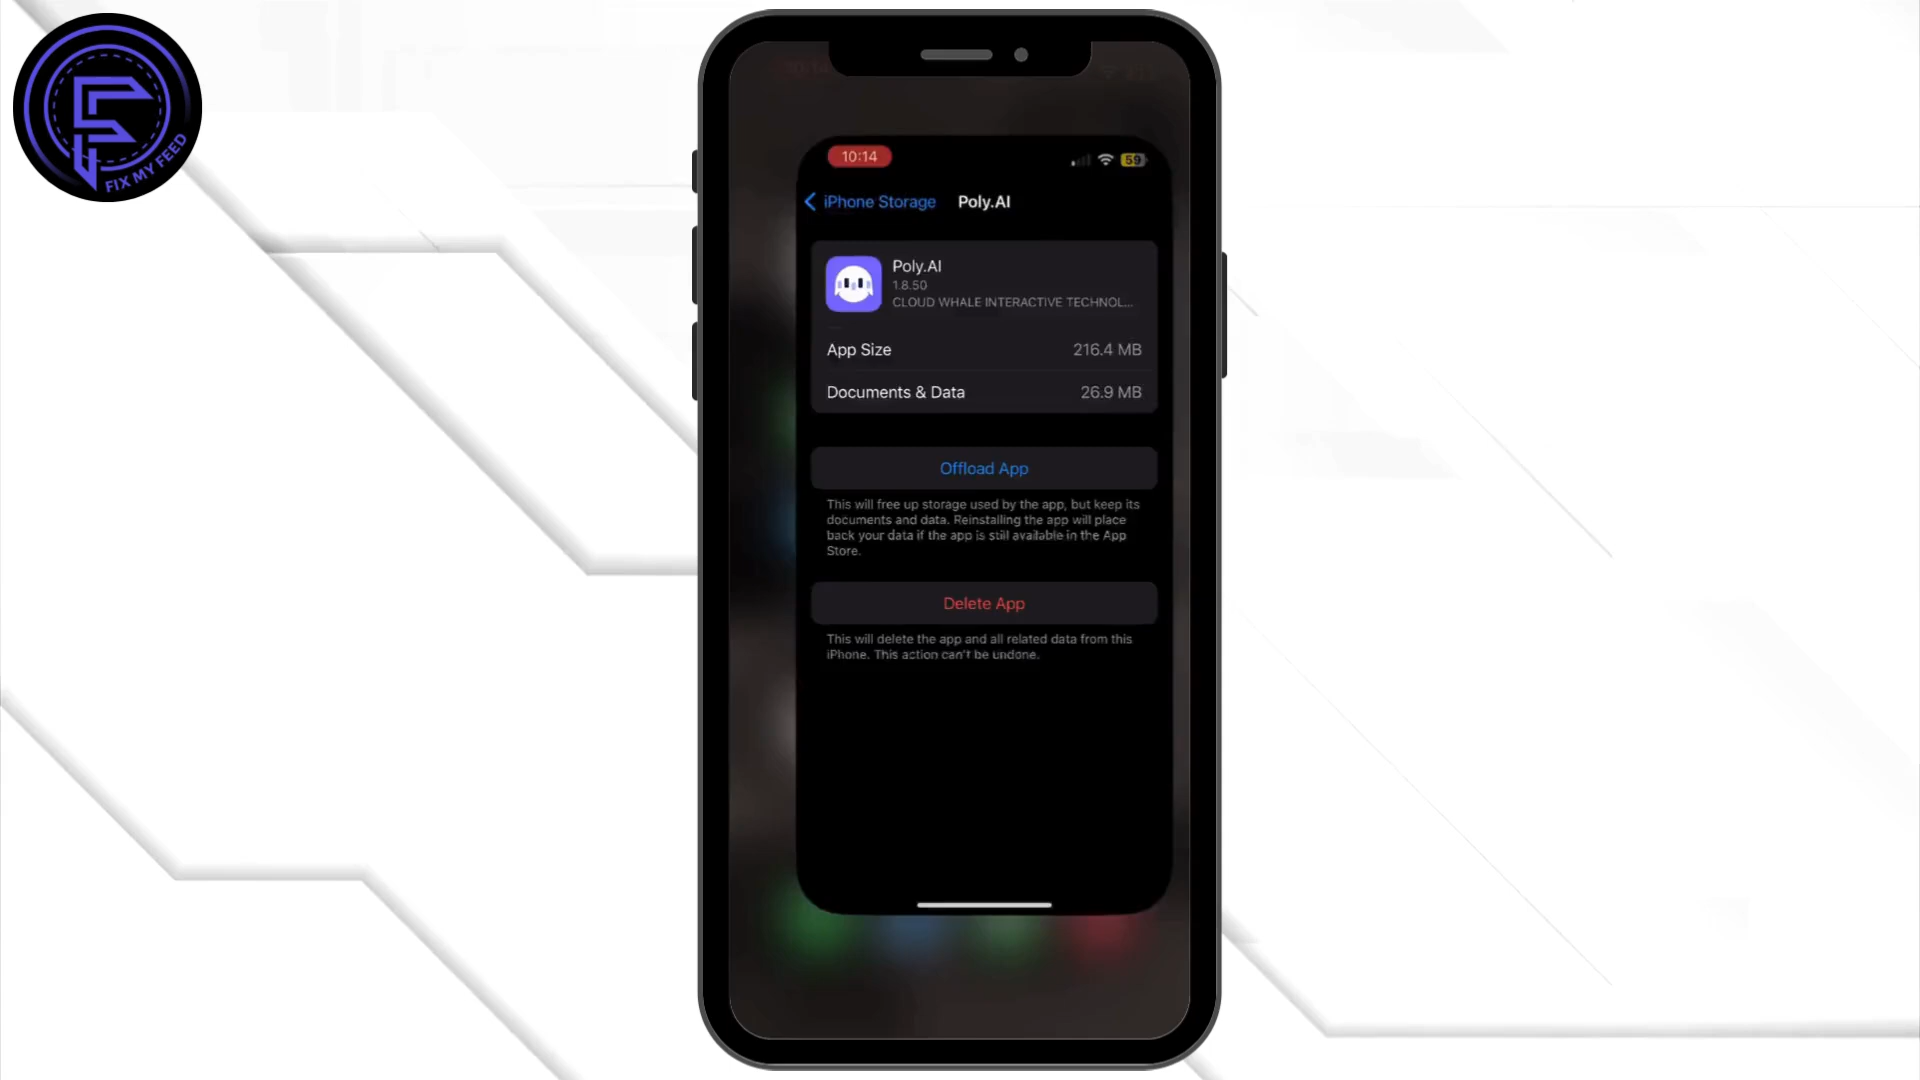 FIX MY FEED
10:14
59
iPhone Storage Poly.AI
Poly.AI
1.8.50
CLOUD WHALE INTERACTIVE TECHNOL...
App Size 216.4 MB
Documents & Data 26.9 MB
Offload App
This will free up storage used by the app, but keep its
documents and data. Reinstalling the app will place
back your data if the app is still available in the App
Store.
Delete App
This will delete the app and all related data from this
iPhone. This action can't be undone.